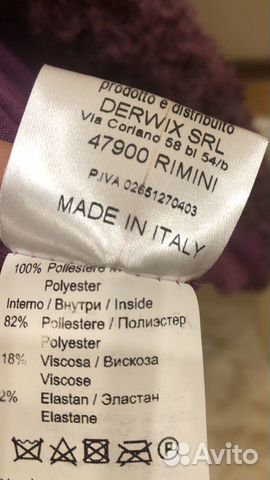 prodotto e distribuito
DERWIX SRL
Via Coriano 58 bl 54/b
47900 RIMINI
P.IVA 02651270403
MADE IN ITALY
100% Poliestere
Polyester
Interno / Внутри / Inside
82% Poliestere / Полиэстер
Polyester
18% Viscosa / Вискоза
Viscose
2% Elastan / Эластан
Elastane
P
Avito